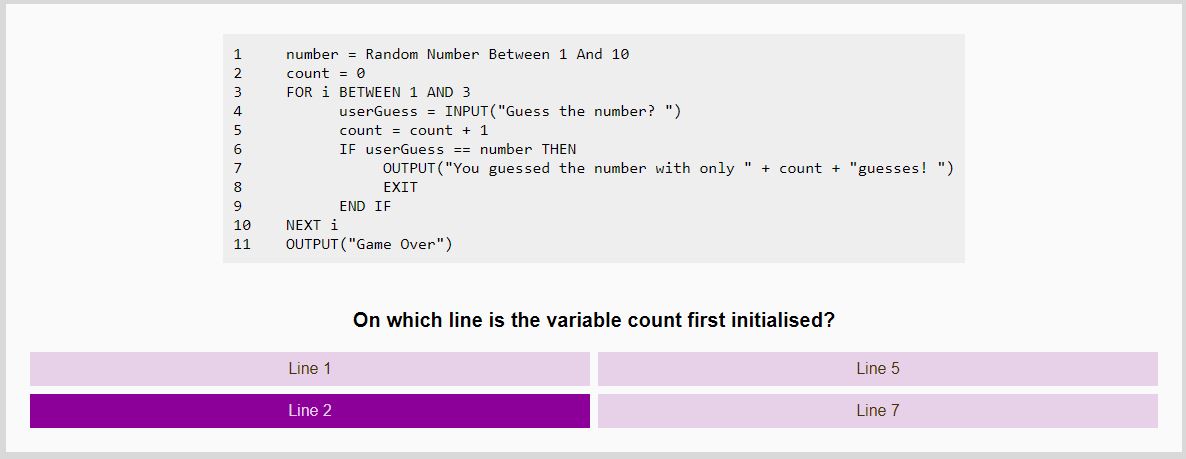 1 number = Random Number Between 1 And 10
2 count = 0
3 FOR i BETWEEN 1 AND 3
4 userGuess = INPUT("Guess the number? ")
5 count = count + 1
6 IF userGuess == number THEN
7 OUTPUT("You guessed the number with only " + count + "guesses! ")
8 EXIT
9 END IF
10 NEXT i
11 OUTPUT("Game Over")
On which line is the variable count first initialised?
Line 1
Line 5
Line 2
Line 7